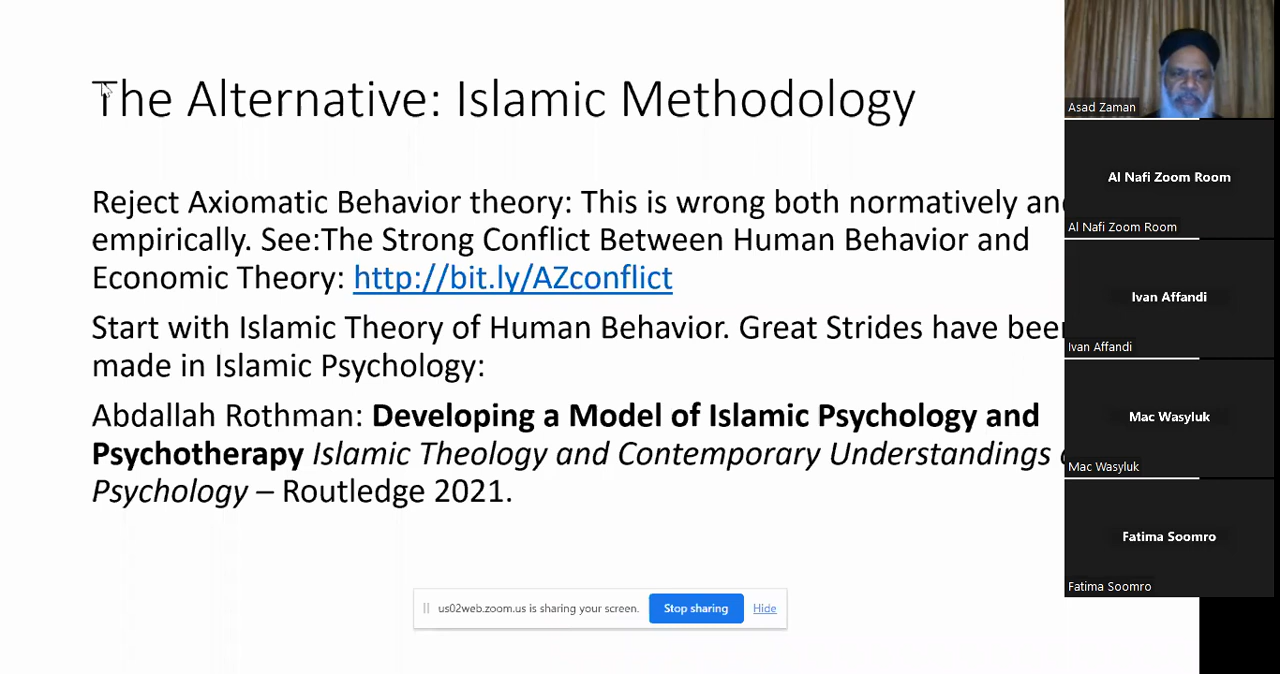 The Alternative: Islamic Methodology
Reject Axiomatic Behavior theory: This is wrong both normatively and
empirically. See:The Strong Conflict Between Human Behavior and
Economic Theory: http://bit.ly/AZconflict
Start with Islamic Theory of Human Behavior. Great Strides have been
made in Islamic Psychology:
Abdallah Rothman: Developing a Model of Islamic Psychology and
Psychotherapy Islamic Theology and Contemporary Understandings
Psychology – Routledge 2021.
us02web.zoom.us is sharing your screen. Stop sharing Hide
Asad Zaman
Al Nafi Zoom Room
Al Nafi Zoom Room
Ivan Affandi
Ivan Affandi
Mac Wasyluk
Mac Wasyluk
Fatima Soomro
Fatima Soomro